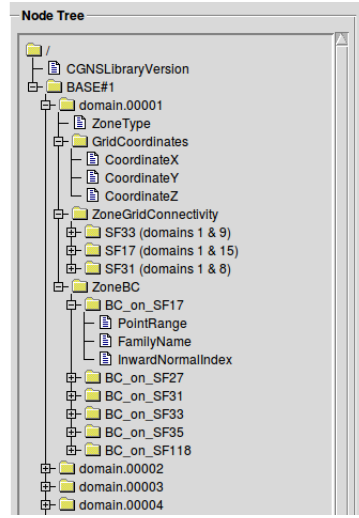 Node Tree
/
CGNSLibraryVersion
BASE#1
domain.00001
ZoneType
GridCoordinates
CoordinateX
CoordinateY
CoordinateZ
ZoneGridConnectivity
SF33 (domains 1 & 9)
SF17 (domains 1 & 15)
SF31 (domains 1 & 8)
ZoneBC
BC_on_SF17
PointRange
FamilyName
InwardNormalIndex
BC_on_SF27
BC_on_SF31
BC_on_SF33
BC_on_SF35
BC_on_SF118
domain.00002
domain.00003
domain.00004